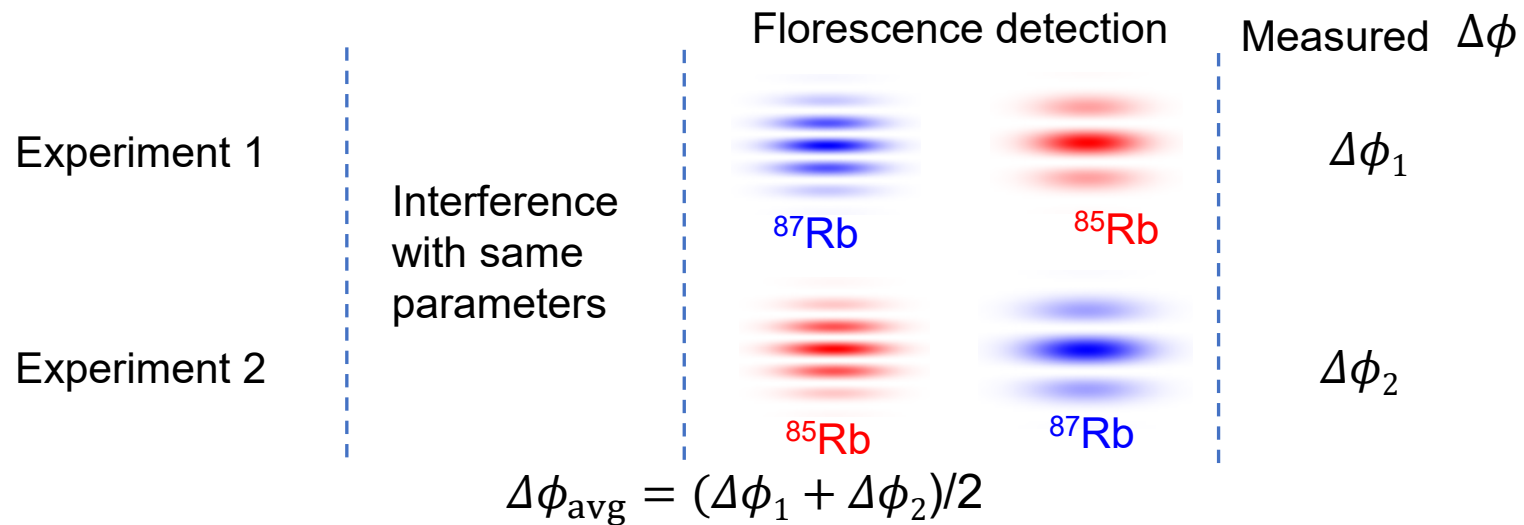 Florescence detection
Measured Δϕ
Experiment 1
Interference
with same
parameters
⁸⁷Rb
⁸⁵Rb
Δϕ₁
Experiment 2
⁸⁵Rb
⁸⁷Rb
Δϕ₂
Δϕ_avg = (Δϕ₁ + Δϕ₂)/2